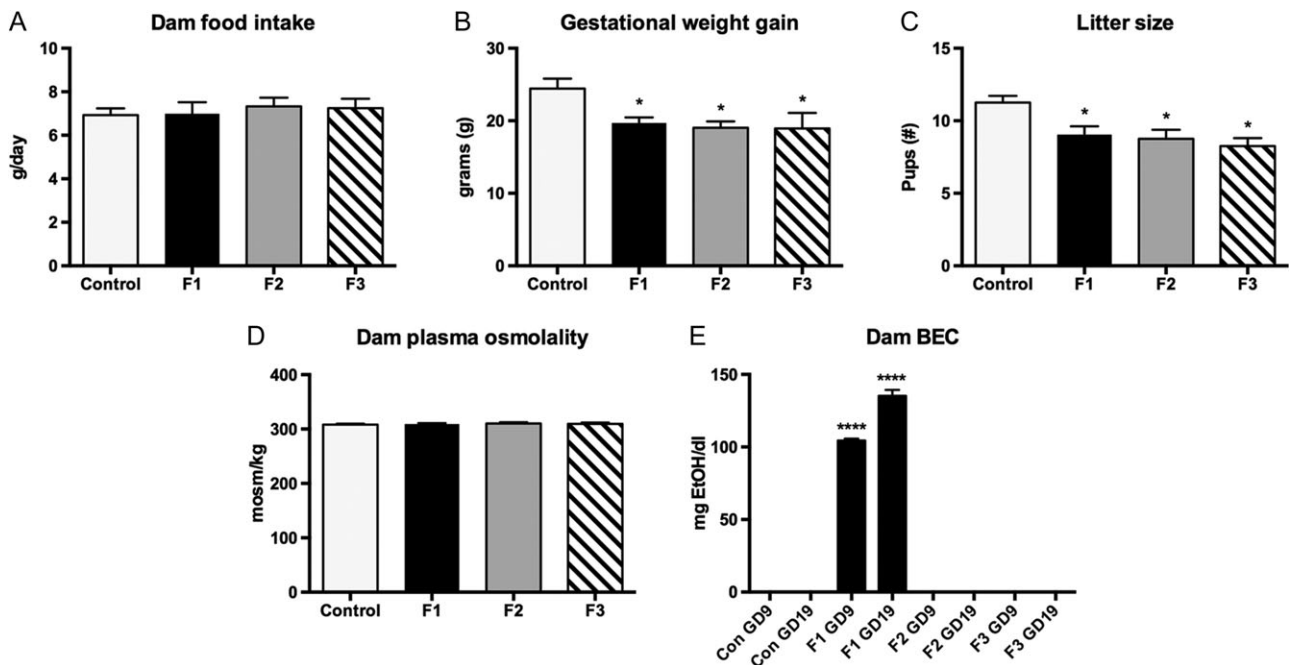 A
Dam food intake
g/day
10
8
6
4
2
0
Control
F1
F2
F3
B
Gestational weight gain
grams (g)
30
20
10
0
*
*
*
Control
F1
F2
F3
C
Litter size
Pups (#)
15
10
5
0
*
*
*
Control
F1
F2
F3
D
Dam plasma osmolality
mosm/kg
400
300
200
100
0
Control
F1
F2
F3
E
Dam BEC
mg EtOH/dl
150
100
50
0
****
****
Con GD9
Con GD19
F1 GD9
F1 GD19
F2 GD9
F2 GD19
F3 GD9
F3 GD19